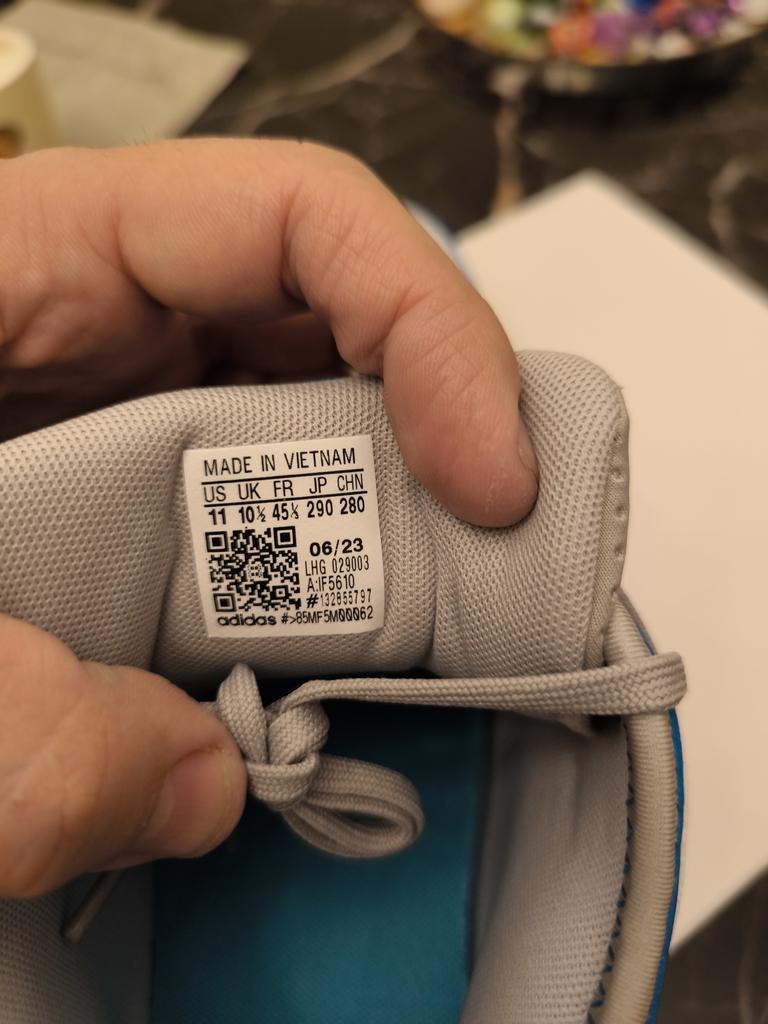 MADE IN VIETNAM
US UK FR JP CHN
11 10½ 45⅓ 290 280
06/23
LHG 029003
A:IF5610
#132855797
adidas #>85MF5M00062